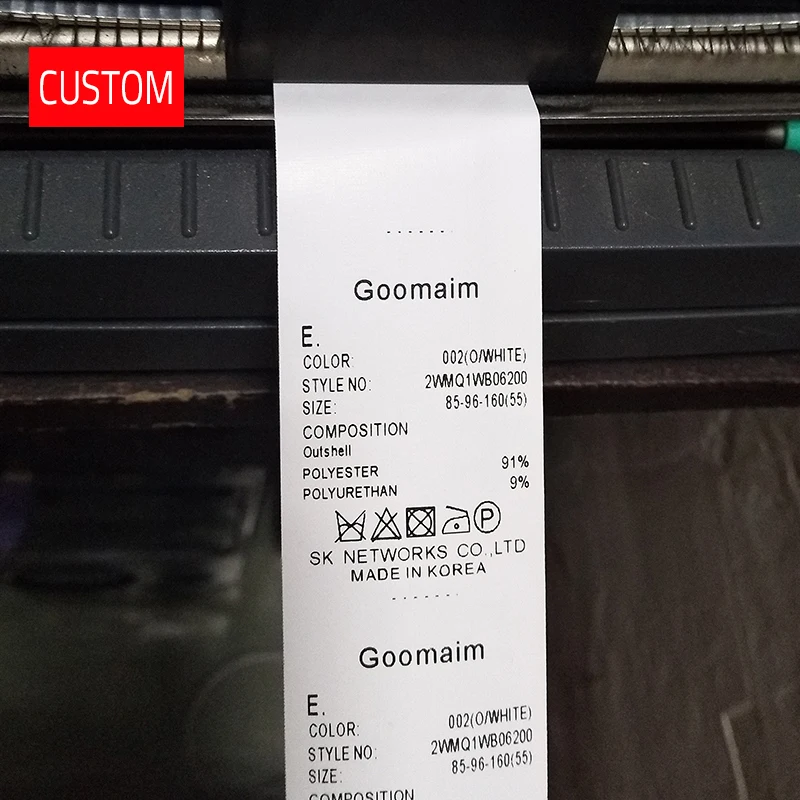 CUSTOM
Goomaim
E.
COLOR: 002(O/WHITE)
STYLE NO: 2WMQ1WB06200
SIZE: 85-96-160(55)
COMPOSITION
Outshell
POLYESTER 91%
POLYURETHAN 9%
P
SK NETWORKS CO.,LTD
MADE IN KOREA
Goomaim
E.
COLOR: 002(O/WHITE)
STYLE NO: 2WMQ1WB06200
SIZE: 85-96-160(55)
COMPOSITION